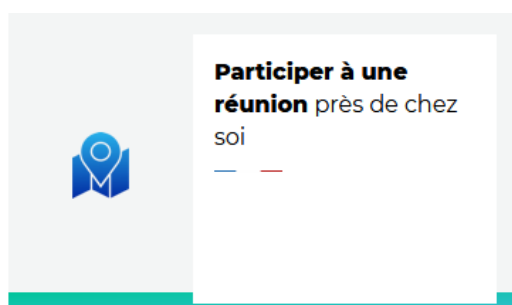 Participer à une
réunion près de chez
soi